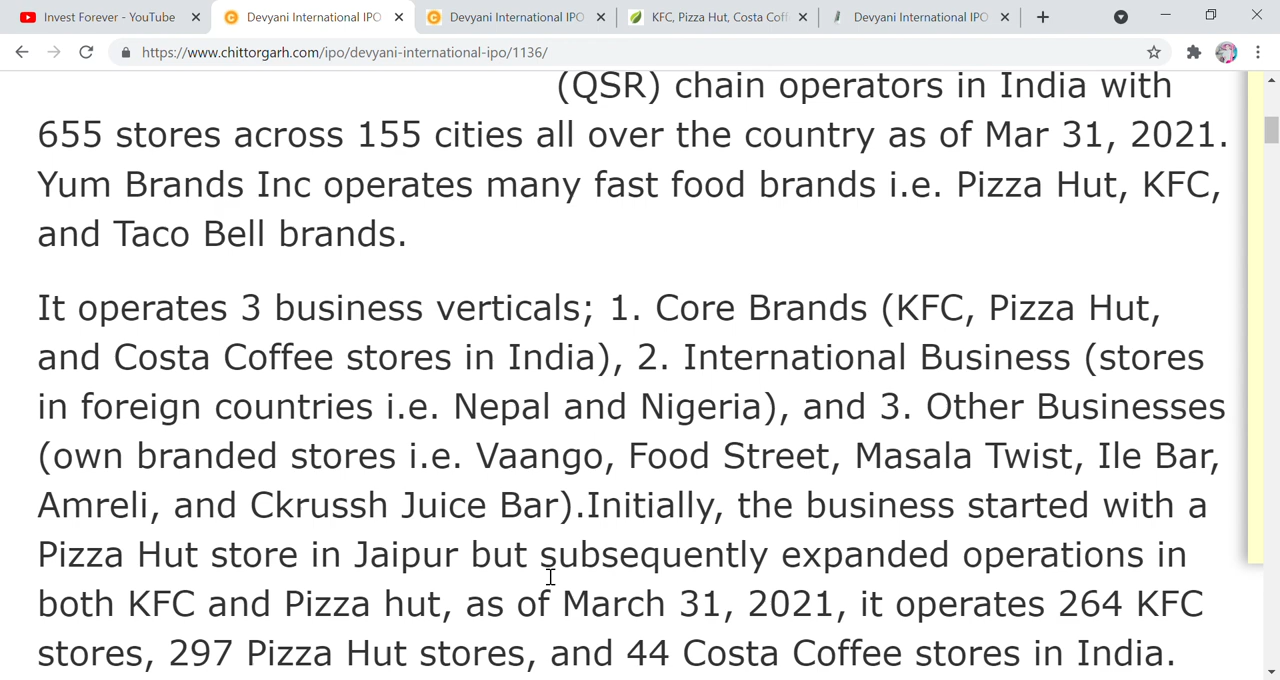 Invest Forever - YouTube
Devyani International IPO
Devyani International IPO
KFC, Pizza Hut, Costa Coff
Devyani International IPO
https://www.chittorgarh.com/ipo/devyani-international-ipo/1136/
(QSR) chain operators in India with
655 stores across 155 cities all over the country as of Mar 31, 2021.
Yum Brands Inc operates many fast food brands i.e. Pizza Hut, KFC,
and Taco Bell brands.
It operates 3 business verticals; 1. Core Brands (KFC, Pizza Hut,
and Costa Coffee stores in India), 2. International Business (stores
in foreign countries i.e. Nepal and Nigeria), and 3. Other Businesses
(own branded stores i.e. Vaango, Food Street, Masala Twist, Ile Bar,
Amreli, and Ckrussh Juice Bar).Initially, the business started with a
Pizza Hut store in Jaipur but subsequently expanded operations in
both KFC and Pizza hut, as of March 31, 2021, it operates 264 KFC
stores, 297 Pizza Hut stores, and 44 Costa Coffee stores in India.